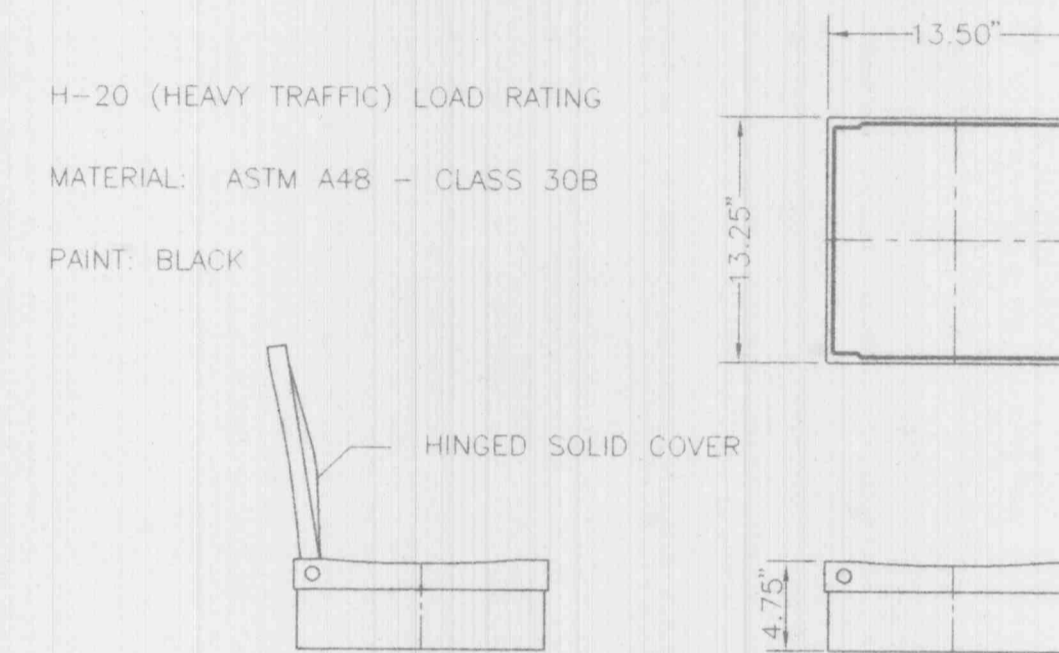 13.50"
H-20 (HEAVY TRAFFIC) LOAD RATING
MATERIAL: ASTM A48 - CLASS 30B
13.25"
PAINT: BLACK
HINGED SOLID COVER
4.75"